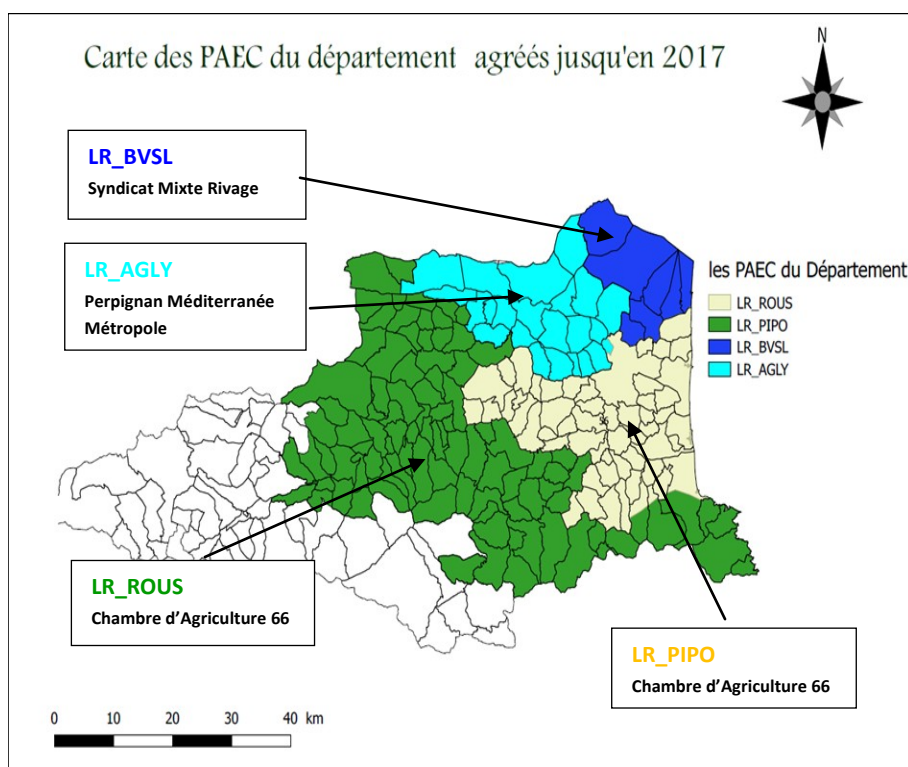 Carte des PAEC du département agréés jusqu'en 2017
N
LR_BVSL
Syndicat Mixte Rivage
LR_AGLY
Perpignan Méditerranée
Métropole
les PAEC du Département
LR_ROUS
LR_PIPO
LR_BVSL
LR_AGLY
LR_ROUS
Chambre d'Agriculture 66
LR_PIPO
Chambre d'Agriculture 66
0 10 20 30 40 km